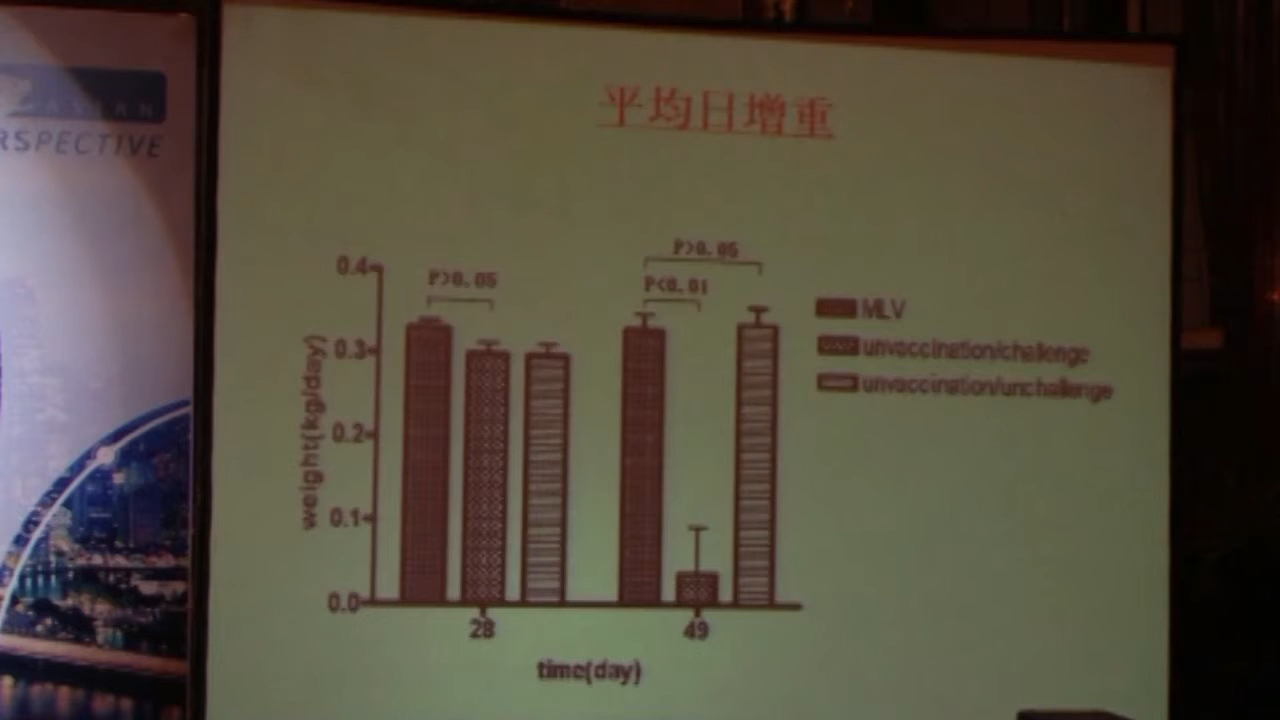 ASIAN
RSPECTIVE
平均日增重
P>0.05
P<0.01
P>0.05
0.4
0.3
0.2
0.1
0.0
weight(kg/day)
28
49
time(day)
MLV
unvaccination/challenge
unvaccination/unchallenge